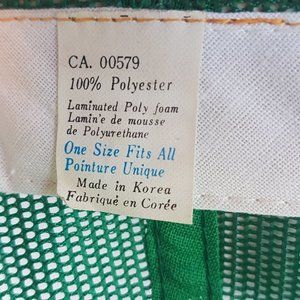 CA. 00579
100% Polyester
Laminated Poly foam
Lamin'e de mousse
de Polyurethane
One Size Fits All
Pointure Unique
Made in Korea
Fabriqué en Corée